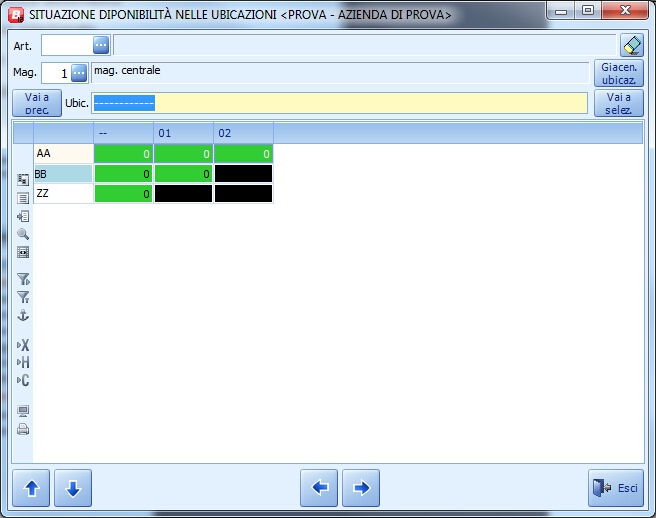 SITUAZIONE DIPONIBILITÀ NELLE UBICAZIONI <PROVA - AZIENDA DI PROVA>
Art. ...
Mag. 1 ... mag. centrale
Giacen. ubicaz.
Vai a prec.
Ubic. ------------
Vai a selez.
-- 01 02
AA 0 0 0
BB 0 0
ZZ 0
X
H
C
Esci